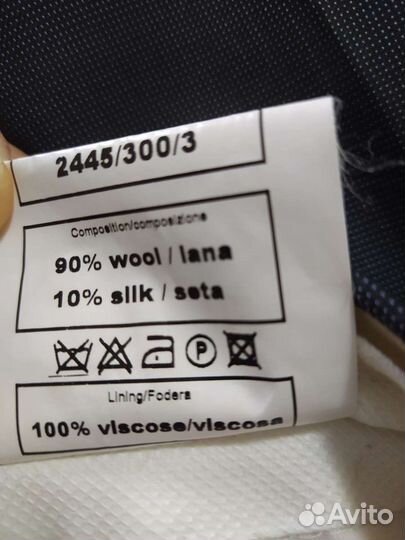 2445/300/3
Composition/composizione
90% wool / lana
10% silk / seta
P
Lining/Fodera
100% viscose/viscosa
Avito